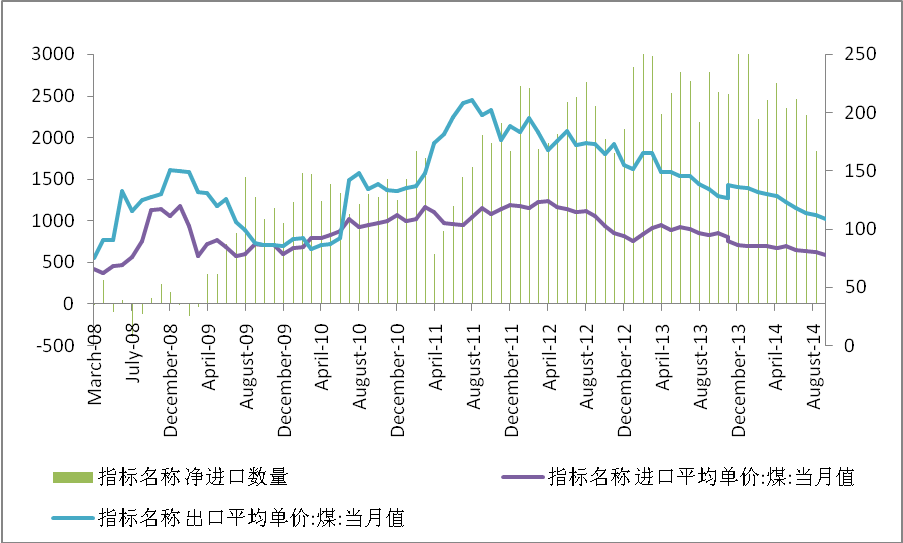 3000
2500
2000
1500
1000
500
0
-500
250
200
150
100
50
0
March-08
July-08
December-08
April-09
August-09
December-09
April-10
August-10
December-10
April-11
August-11
December-11
April-12
August-12
December-12
April-13
August-13
December-13
April-14
August-14
指标名称 净进口数量
指标名称 进口平均单价:煤:当月值
指标名称 出口平均单价:煤:当月值